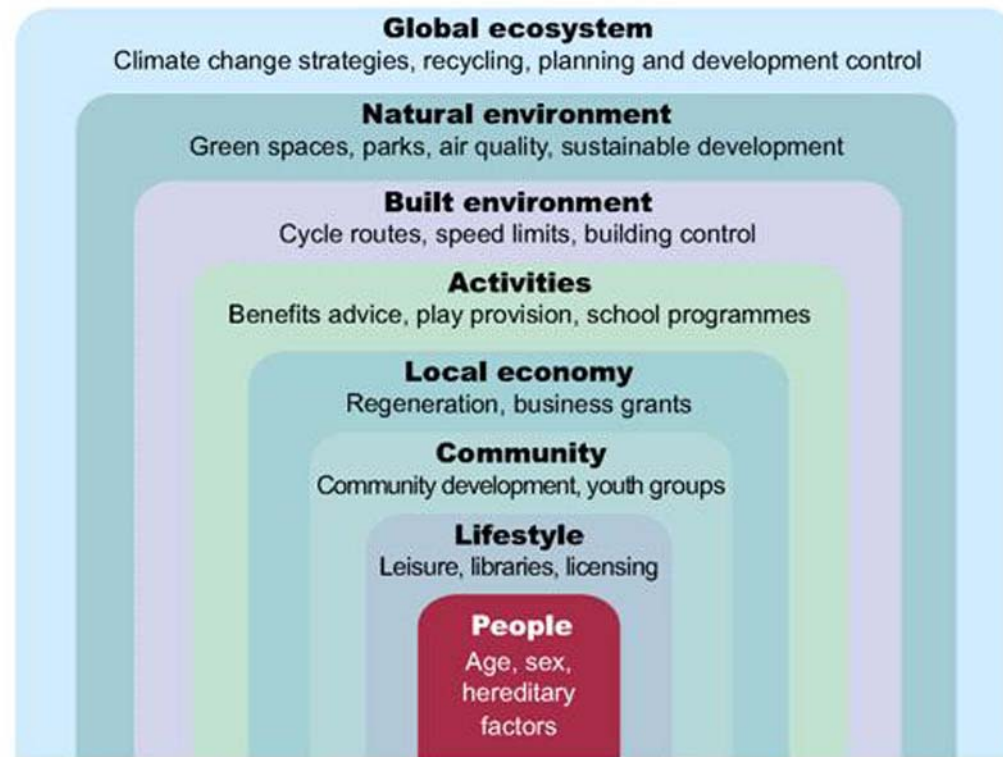 Global ecosystem
Climate change strategies, recycling, planning and development control
Natural environment
Green spaces, parks, air quality, sustainable development
Built environment
Cycle routes, speed limits, building control
Activities
Benefits advice, play provision, school programmes
Local economy
Regeneration, business grants
Community
Community development, youth groups
Lifestyle
Leisure, libraries, licensing
People
Age, sex,
hereditary
factors